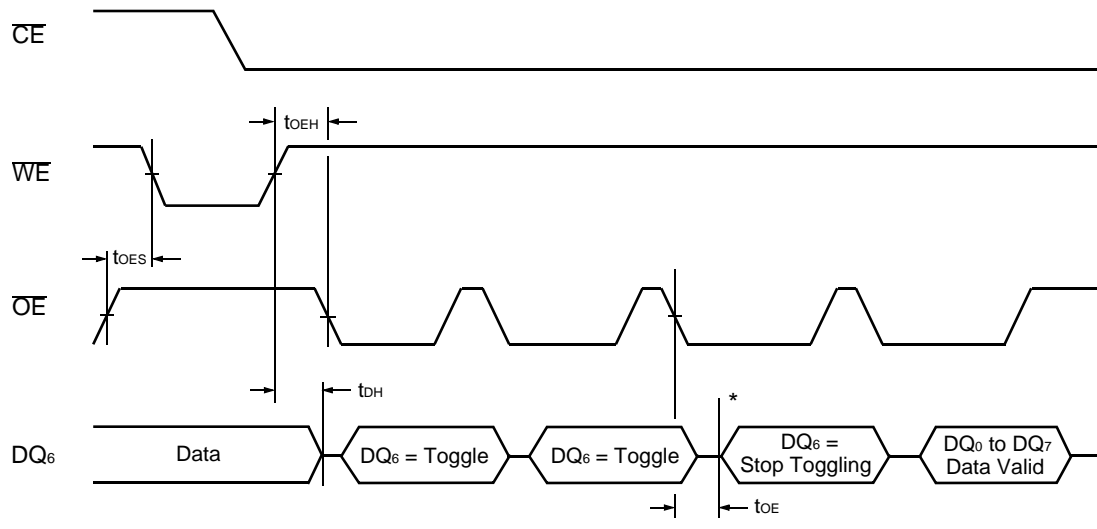 CE
tOEH
WE
tOES
OE
tDH
*
DQ6
Data
DQ6 = Toggle
DQ6 = Toggle
DQ6 =
Stop Toggling
DQ0 to DQ7
Data Valid
tOE